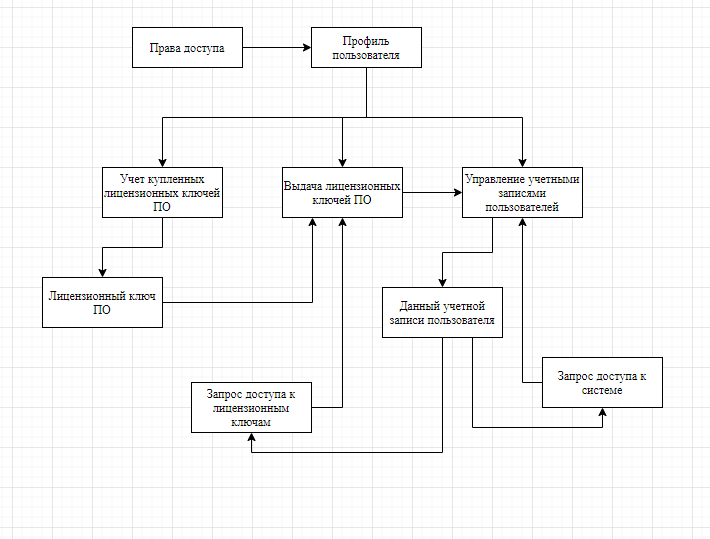 Права доступа
Профиль
пользователя
Учет купленных
лицензионных ключей
ПО
Выдача лицензионных
ключей ПО
Управление учетными
записями
пользователей
Лицензионный ключ
ПО
Данный учетной
записи пользователя
Запрос доступа к
системе
Запрос доступа к
лицензионным
ключам